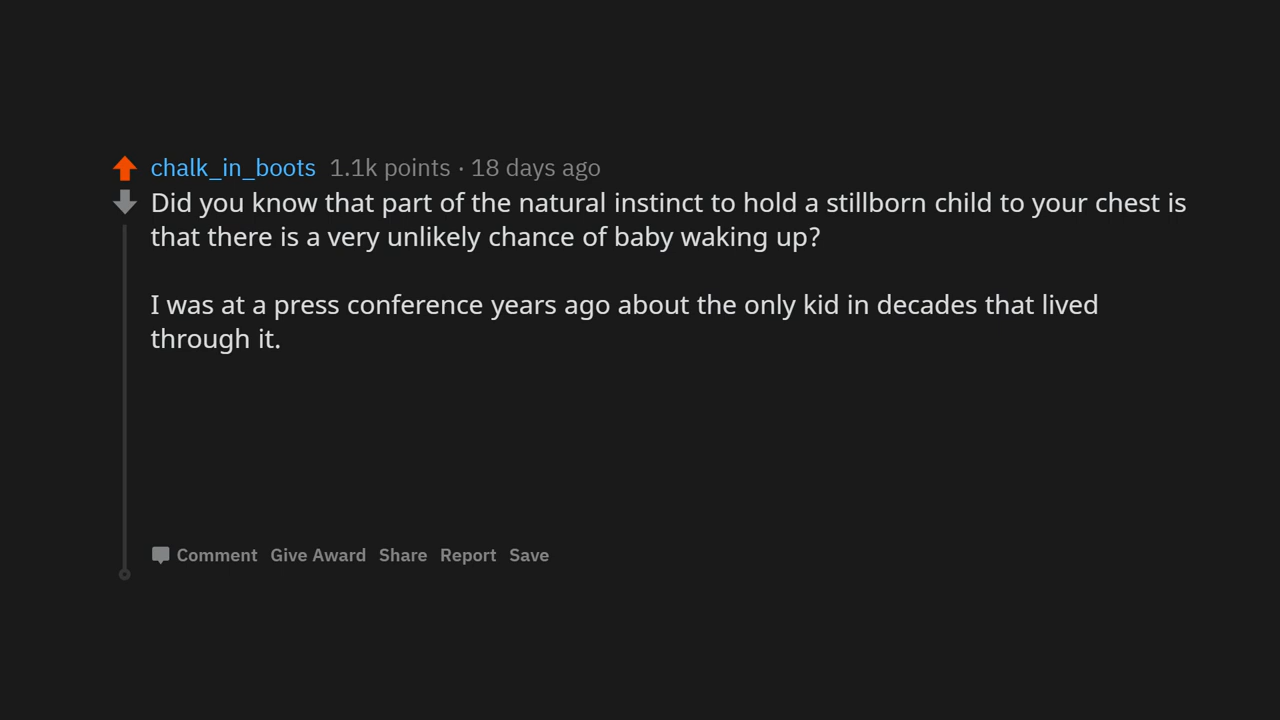 chalk_in_boots 1.1k points · 18 days ago
Did you know that part of the natural instinct to hold a stillborn child to your chest is
that there is a very unlikely chance of baby waking up?
I was at a press conference years ago about the only kid in decades that lived
through it.
Comment Give Award Share Report Save